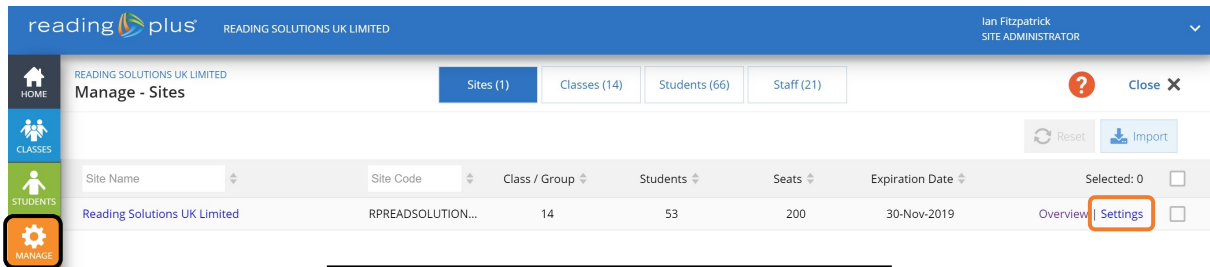 reading plus READING SOLUTIONS UK LIMITED
Ian Fitzpatrick
SITE ADMINISTRATOR
HOME
READING SOLUTIONS UK LIMITED
Manage - Sites
Sites (1) Classes (14) Students (66) Staff (21)
? Close X
CLASSES
Reset Import
STUDENTS
Site Name Site Code Class / Group Students Seats Expiration Date Selected: 0
Reading Solutions UK Limited RPREADSOLUTION... 14 53 200 30-Nov-2019 Overview | Settings
MANAGE